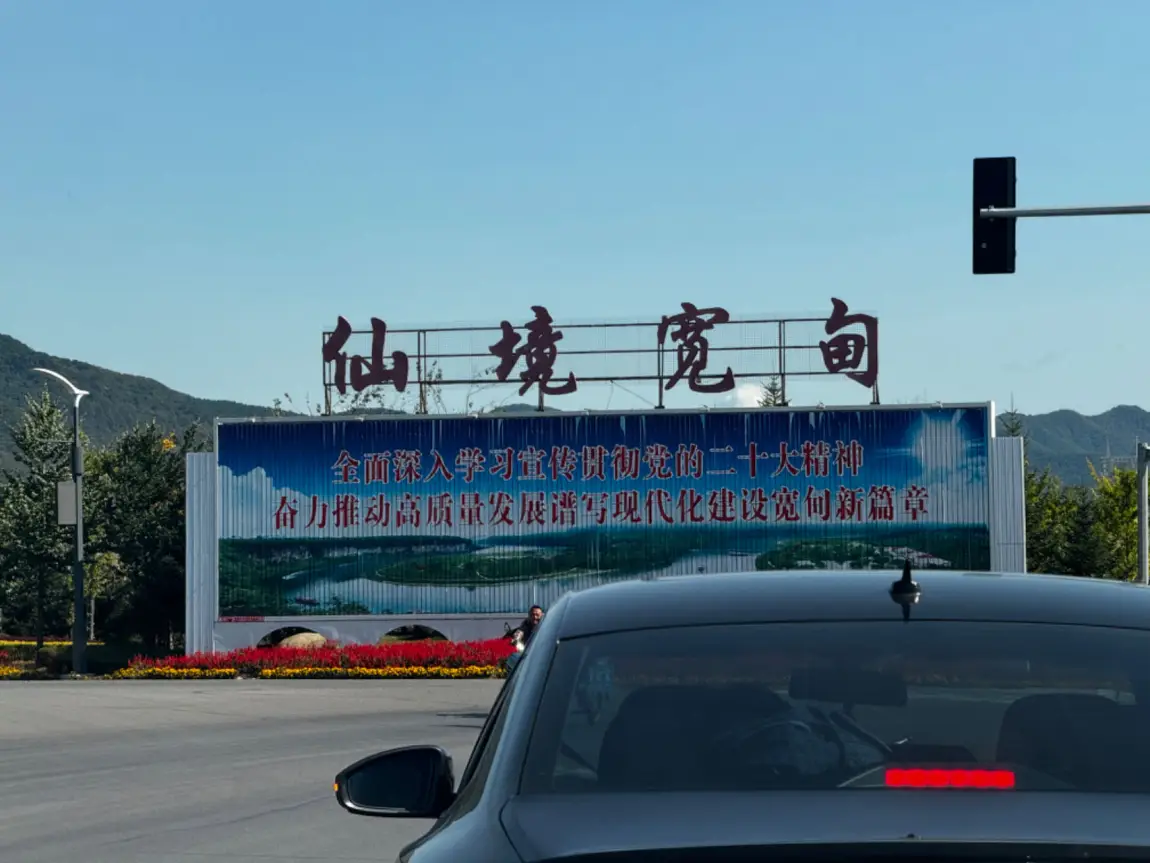 仙境宽甸
全面深入学习宣传贯彻党的二十大精神
奋力推动高质量发展谱写现代化建设宽甸新篇章